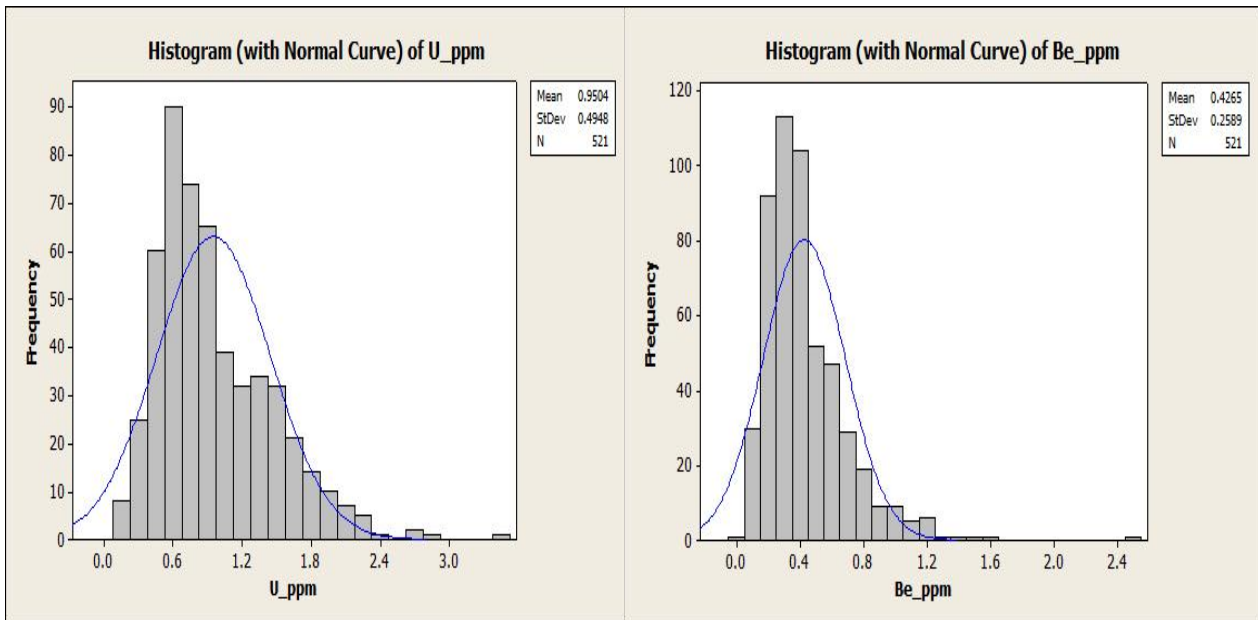 Histogram (with Normal Curve) of U_ppm
Mean 0.9504
StDev 0.4948
N 521
Frequency
90
80
70
60
50
40
30
20
10
0
0.0 0.6 1.2 1.8 2.4 3.0
U_ppm
Histogram (with Normal Curve) of Be_ppm
Mean 0.4265
StDev 0.2589
N 521
Frequency
120
100
80
60
40
20
0
0.0 0.4 0.8 1.2 1.6 2.0 2.4
Be_ppm